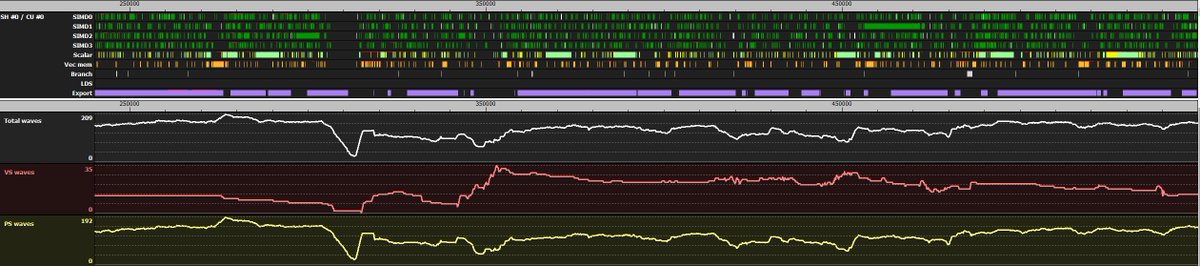 250000 350000 450000
SH #0 / CU #0 SIMD0
SIMD1
SIMD2
SIMD3
Scalar
Vec mem
Branch
LDS
Export
250000 350000 450000
Total waves 209
0
VS waves 35
0
PS waves 192
0